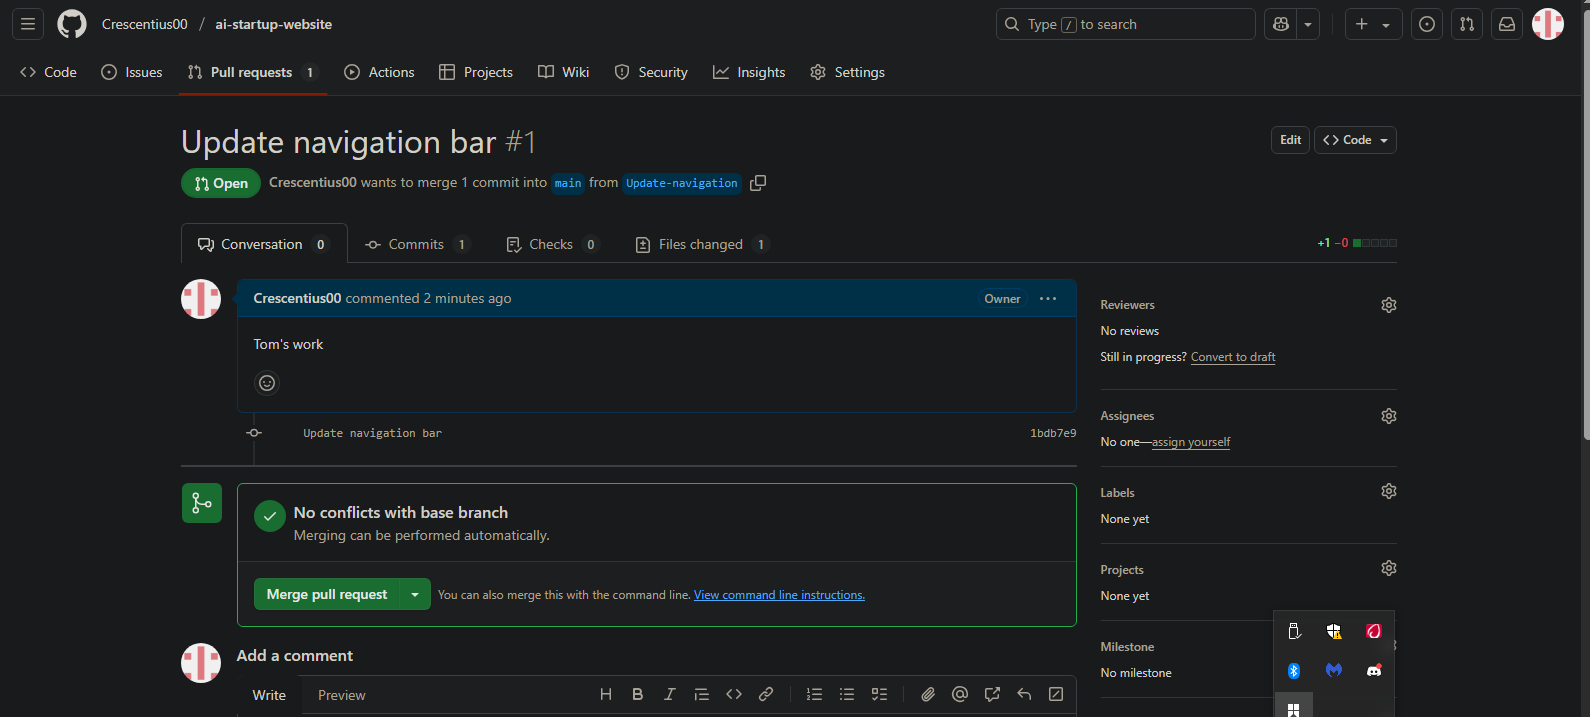 Crescentius00 / ai-startup-website
Type / to search
Code Issues Pull requests 1 Actions Projects Wiki Security Insights Settings
Update navigation bar #1
Edit
Code
Open
Crescentius00 wants to merge 1 commit into main from Update-navigation
Conversation 0 Commits 1 Checks 0 Files changed 1
+1 −0
Crescentius00 commented 2 minutes ago
Owner
Tom's work
Update navigation bar
1bdb7e9
No conflicts with base branch
Merging can be performed automatically.
Merge pull request
You can also merge this with the command line. View command line instructions.
Add a comment
Write Preview
H B I
Reviewers
No reviews
Still in progress? Convert to draft
Assignees
No one—assign yourself
Labels
None yet
Projects
None yet
Milestone
No milestone